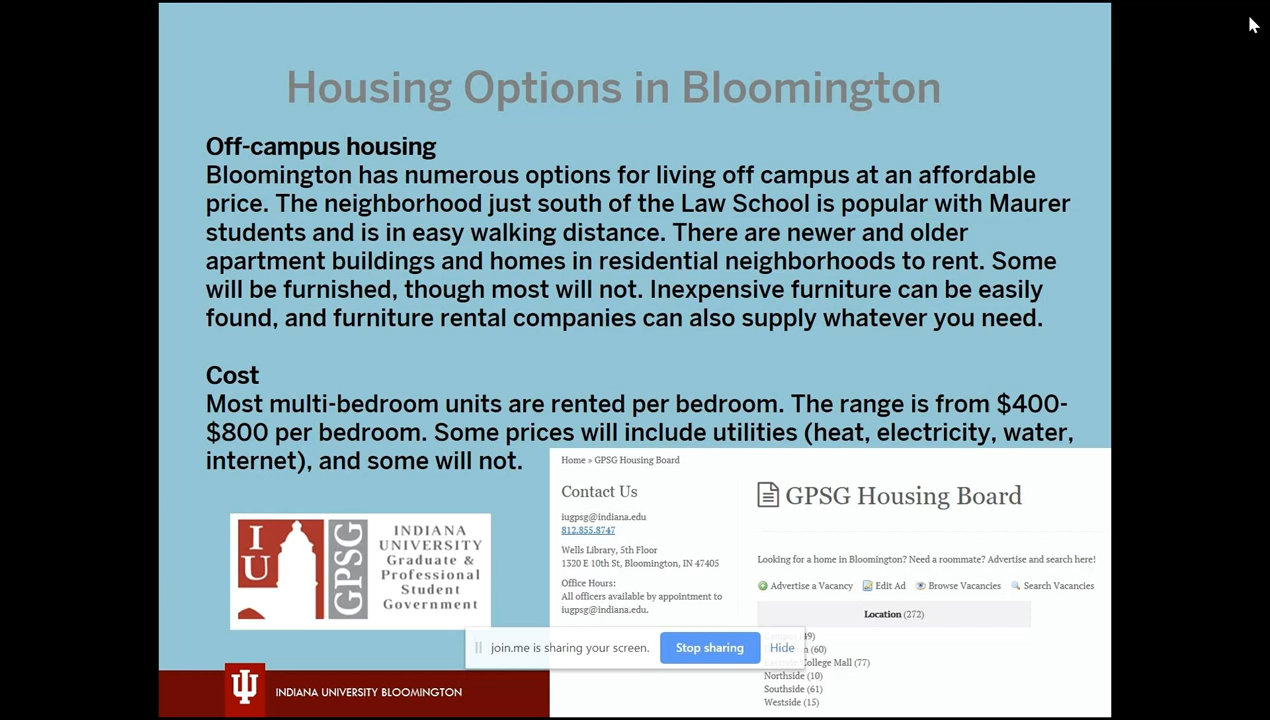 Housing Options in Bloomington
Off-campus housing
Bloomington has numerous options for living off campus at an affordable
price. The neighborhood just south of the Law School is popular with Maurer
students and is in easy walking distance. There are newer and older
apartment buildings and homes in residential neighborhoods to rent. Some
will be furnished, though most will not. Inexpensive furniture can be easily
found, and furniture rental companies can also supply whatever you need.
Cost
Most multi-bedroom units are rented per bedroom. The range is from $400-
$800 per bedroom. Some prices will include utilities (heat, electricity, water,
internet), and some will not.
IU
GPSG
INDIANA
UNIVERSITY
Graduate &
Professional
Student
Government
Home » GPSG Housing Board
Contact Us
iugpsg@indiana.edu
812.855.8747
Wells Library, 5th Floor
1320 E 10th St, Bloomington, IN 47405
Office Hours:
All officers available by appointment to
iugpsg@indiana.edu.
GPSG Housing Board
Looking for a home in Bloomington? Need a roommate? Advertise and search here!
Advertise a Vacancy Edit Ad Browse Vacancies Search Vacancies
Location (272)
(60)
College Mall (77)
Northside (10)
Southside (61)
Westside (15)
join.me is sharing your screen. Stop sharing Hide
INDIANA UNIVERSITY BLOOMINGTON